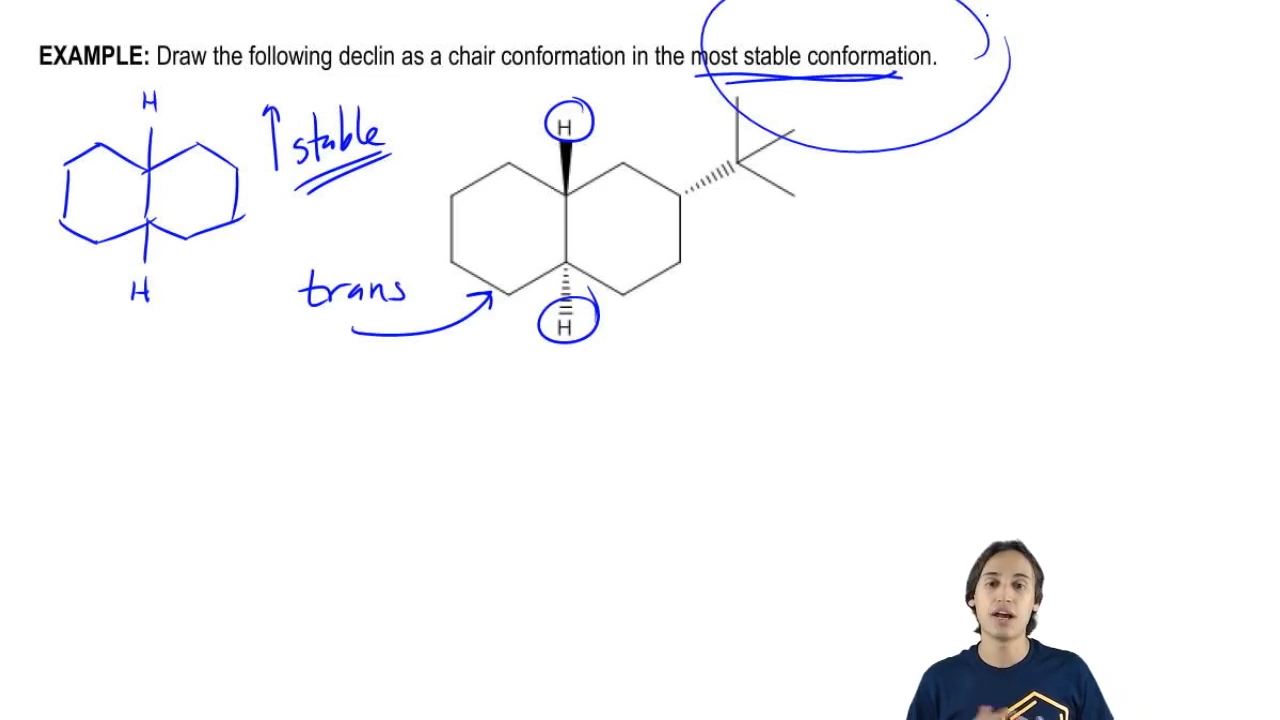 EXAMPLE: Draw the following declin as a chair conformation in the most stable conformation.
H
↑ stable
H
trans
H
H